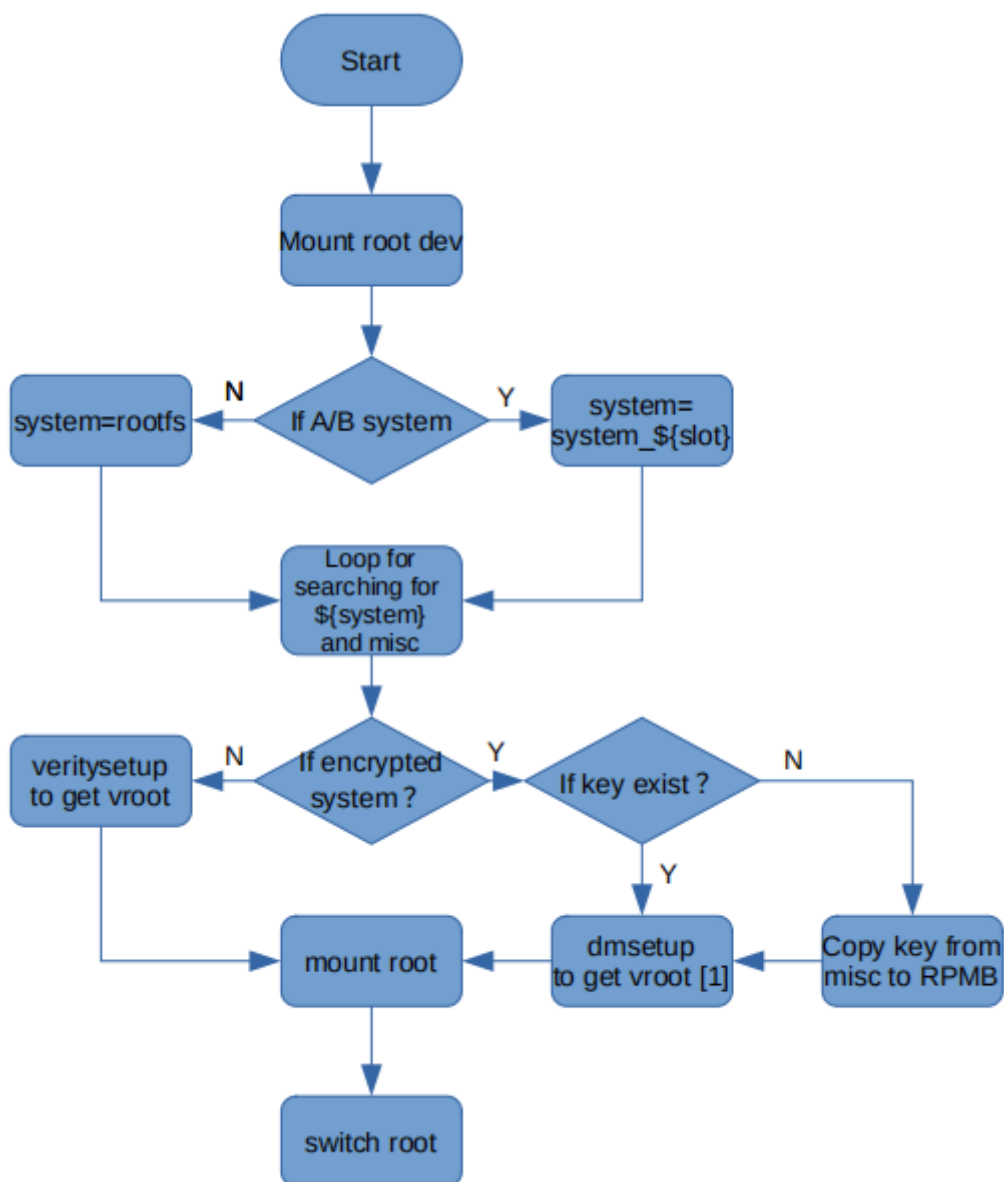 Start
Mount root dev
N
Y
system=rootfs
If A/B system
system=
system_${slot}
Loop for
searching for
${system}
and misc
N
Y
N
veritysetup
to get vroot
If encrypted
system？
If key exist？
Y
mount root
dmsetup
to get vroot [1]
Copy key from
misc to RPMB
switch root